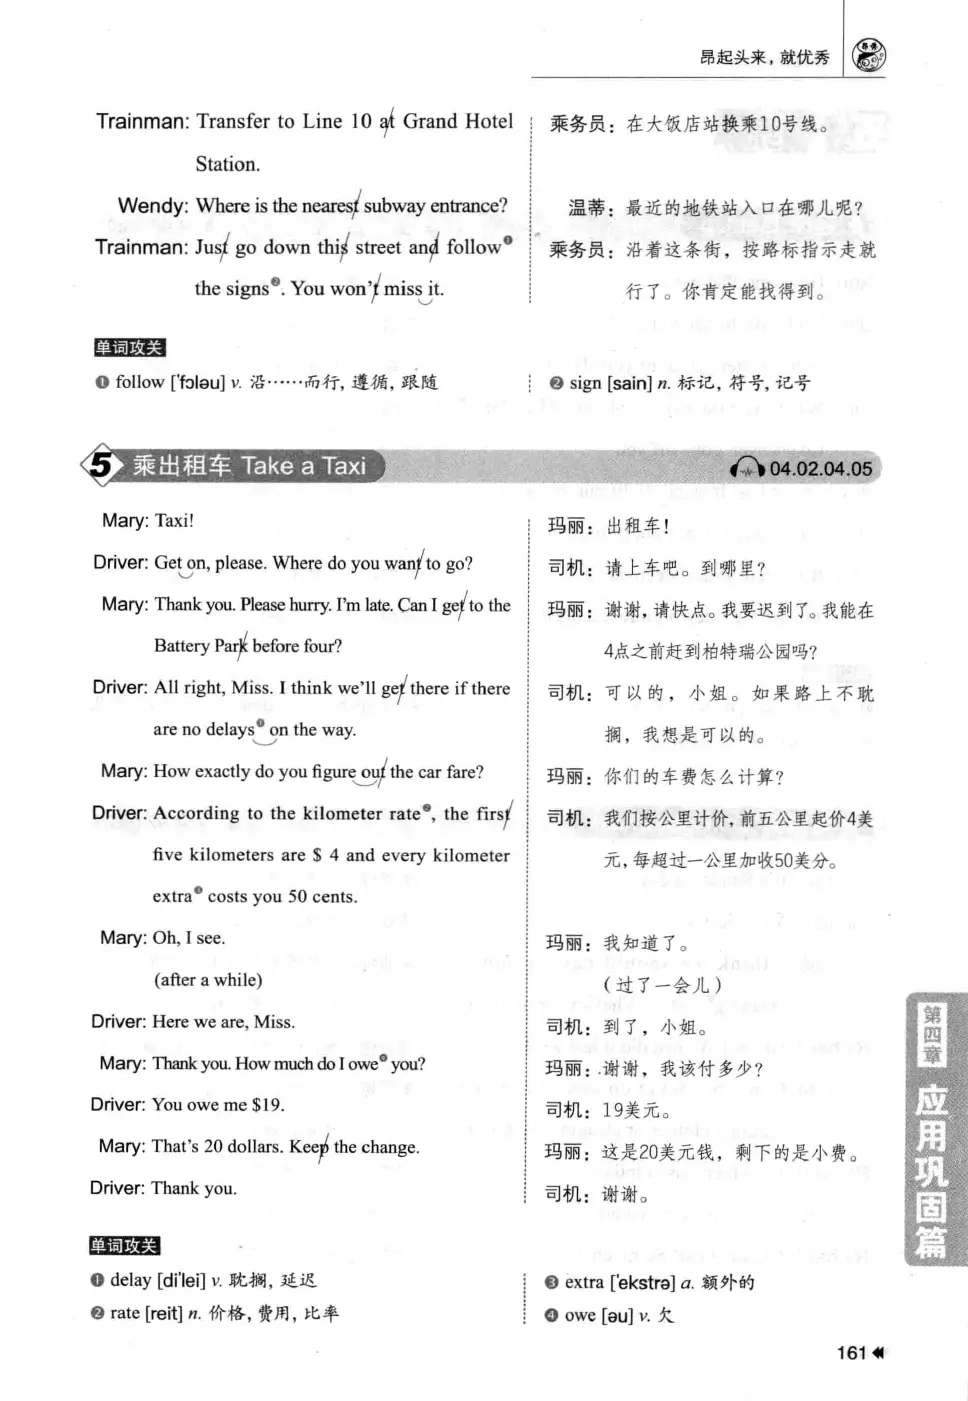 昂起头来，就优秀
Trainman: Transfer to Line 10 at Grand Hotel
Station.
Wendy: Where is the nearest subway entrance?
Trainman: Just go down this street and follow❶
the signs❷. You won't miss it.
乘务员：在大饭店站换乘10号线。
温蒂：最近的地铁站入口在哪儿呢？
乘务员：沿着这条街，按路标指示走就
行了。你肯定能找得到。
单词攻关
❶ follow ['fɔləu] v. 沿……而行, 遵循, 跟随
❷ sign [sain] n. 标记, 符号, 记号
5 乘出租车 Take a Taxi
04.02.04.05
Mary: Taxi!
Driver: Get on, please. Where do you want to go?
Mary: Thank you. Please hurry. I'm late. Can I get to the
Battery Park before four?
Driver: All right, Miss. I think we'll get there if there
are no delays❶ on the way.
Mary: How exactly do you figure out the car fare?
Driver: According to the kilometer rate❷, the first
five kilometers are $ 4 and every kilometer
extra❸ costs you 50 cents.
Mary: Oh, I see.
(after a while)
Driver: Here we are, Miss.
Mary: Thank you. How much do I owe❹ you?
Driver: You owe me $19.
Mary: That's 20 dollars. Keep the change.
Driver: Thank you.
玛丽：出租车！
司机：请上车吧。到哪里？
玛丽：谢谢，请快点。我要迟到了。我能在
4点之前赶到柏特瑞公园吗？
司机：可以的，小姐。如果路上不耽
搁，我想是可以的。
玛丽：你们的车费怎么计算？
司机：我们按公里计价，前五公里起价4美
元，每超过一公里加收50美分。
玛丽：我知道了。
（过了一会儿）
司机：到了，小姐。
玛丽：谢谢，我该付多少？
司机：19美元。
玛丽：这是20美元钱，剩下的是小费。
司机：谢谢。
单词攻关
❶ delay [di'lei] v. 耽搁, 延迟
❷ rate [reit] n. 价格, 费用, 比率
❸ extra ['ekstrə] a. 额外的
❹ owe [əu] v. 欠
第四章 应用巩固篇
161